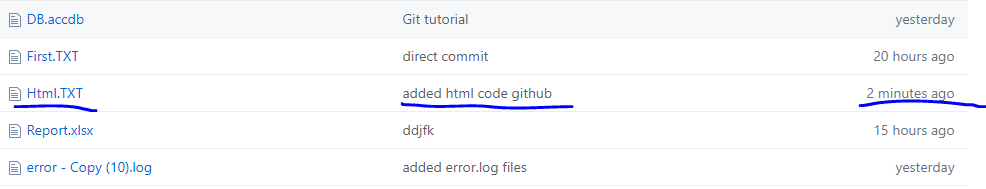 DB.accdb Git tutorial yesterday
First.TXT direct commit 20 hours ago
Html.TXT added html code github 2 minutes ago
Report.xlsx ddjfk 15 hours ago
error - Copy (10).log added error.log files yesterday